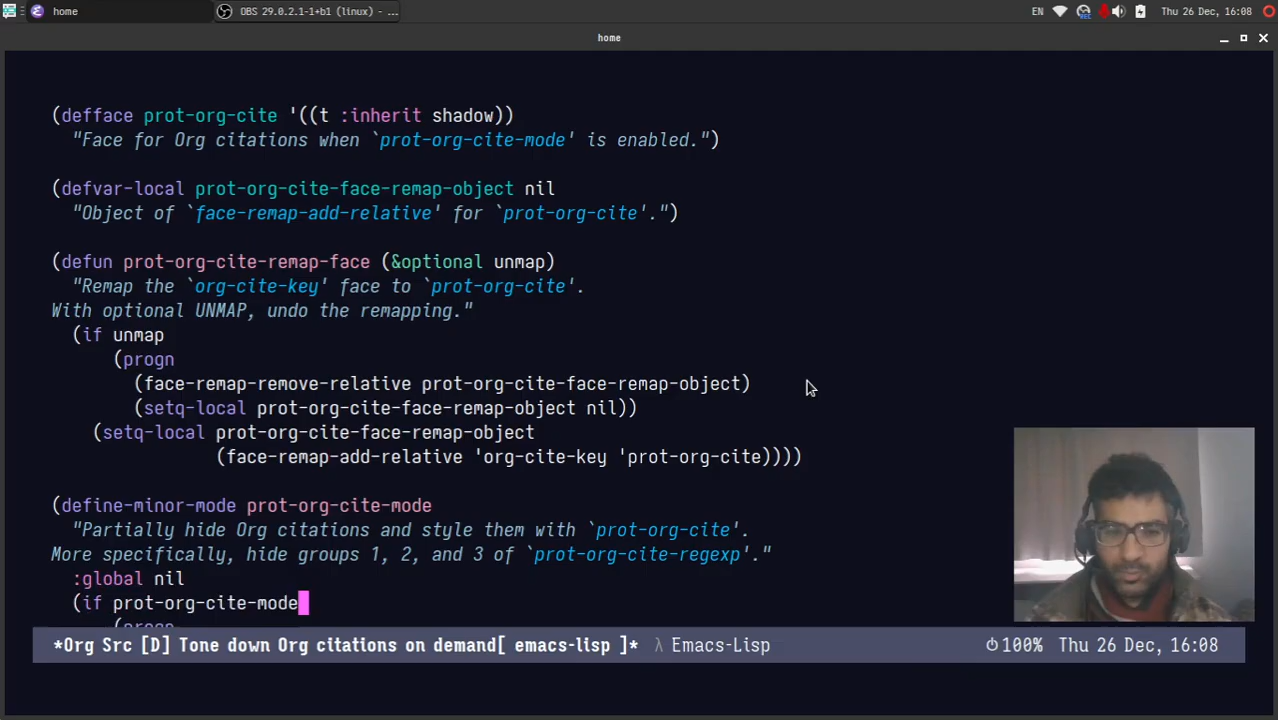 home
OBS 29.0.2.1-1+b1 (linux) - ...
EN
Thu 26 Dec, 16:08
home
(defface prot-org-cite '((t :inherit shadow))
"Face for Org citations when `prot-org-cite-mode' is enabled.")
(defvar-local prot-org-cite-face-remap-object nil
"Object of `face-remap-add-relative' for `prot-org-cite'.")
(defun prot-org-cite-remap-face (&optional unmap)
"Remap the `org-cite-key' face to `prot-org-cite'.
With optional UNMAP, undo the remapping."
(if unmap
(progn
(face-remap-remove-relative prot-org-cite-face-remap-object)
(setq-local prot-org-cite-face-remap-object nil))
(setq-local prot-org-cite-face-remap-object
(face-remap-add-relative 'org-cite-key 'prot-org-cite))))
(define-minor-mode prot-org-cite-mode
"Partially hide Org citations and style them with `prot-org-cite'.
More specifically, hide groups 1, 2, and 3 of `prot-org-cite-regexp'."
:global nil
(if prot-org-cite-mode
(progn
*Org Src [D] Tone down Org citations on demand[ emacs-lisp ]* λ Emacs-Lisp
100% Thu 26 Dec, 16:08